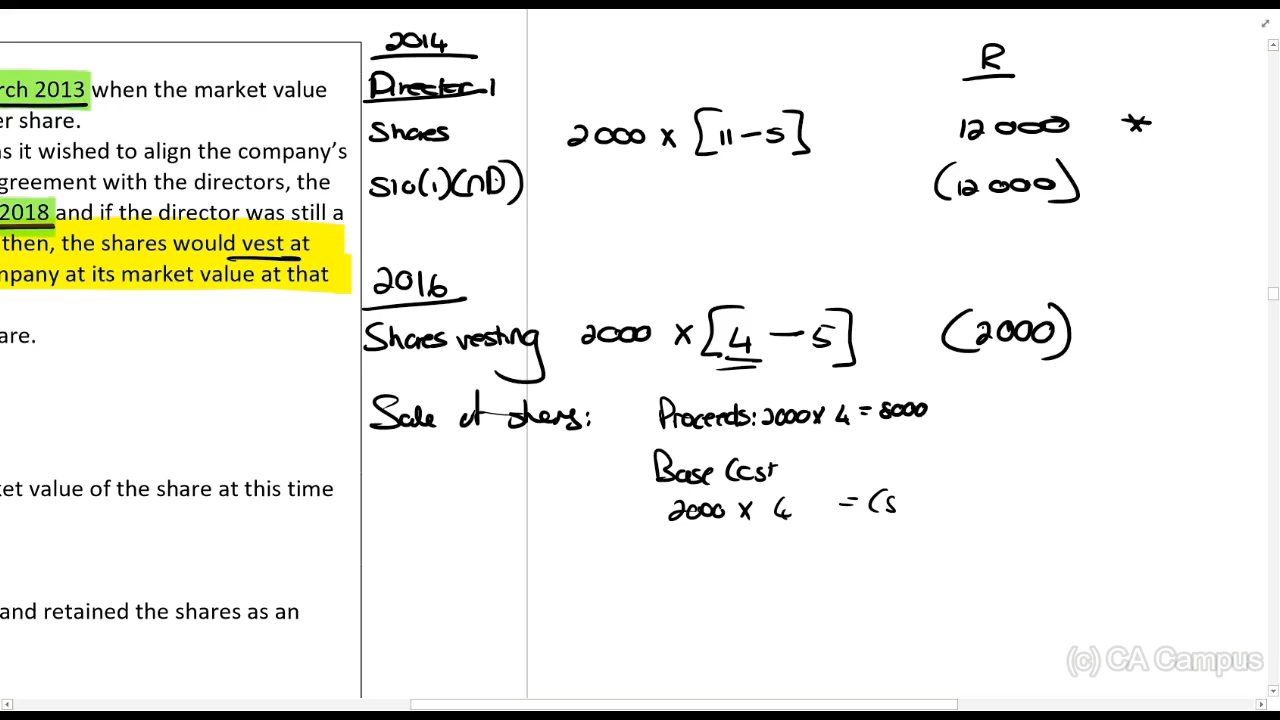 rch 2013 when the market value
er share.
as it wished to align the company's
greement with the directors, the
2018 and if the director was still a
then, the shares would vest at
mpany at its market value at that
are.
ket value of the share at this time
and retained the shares as an
2014
Director 1
R
Shares 2000 x [11 - 5] 12 000 *
S10(1)(nD) (12 000)
2016
Shares vesting 2000 x [4 - 5] (2000)
Sale of shares: Proceeds: 2000 x 4 = 8000
Base Cost
2000 x 4 = (
(c) CA Campus